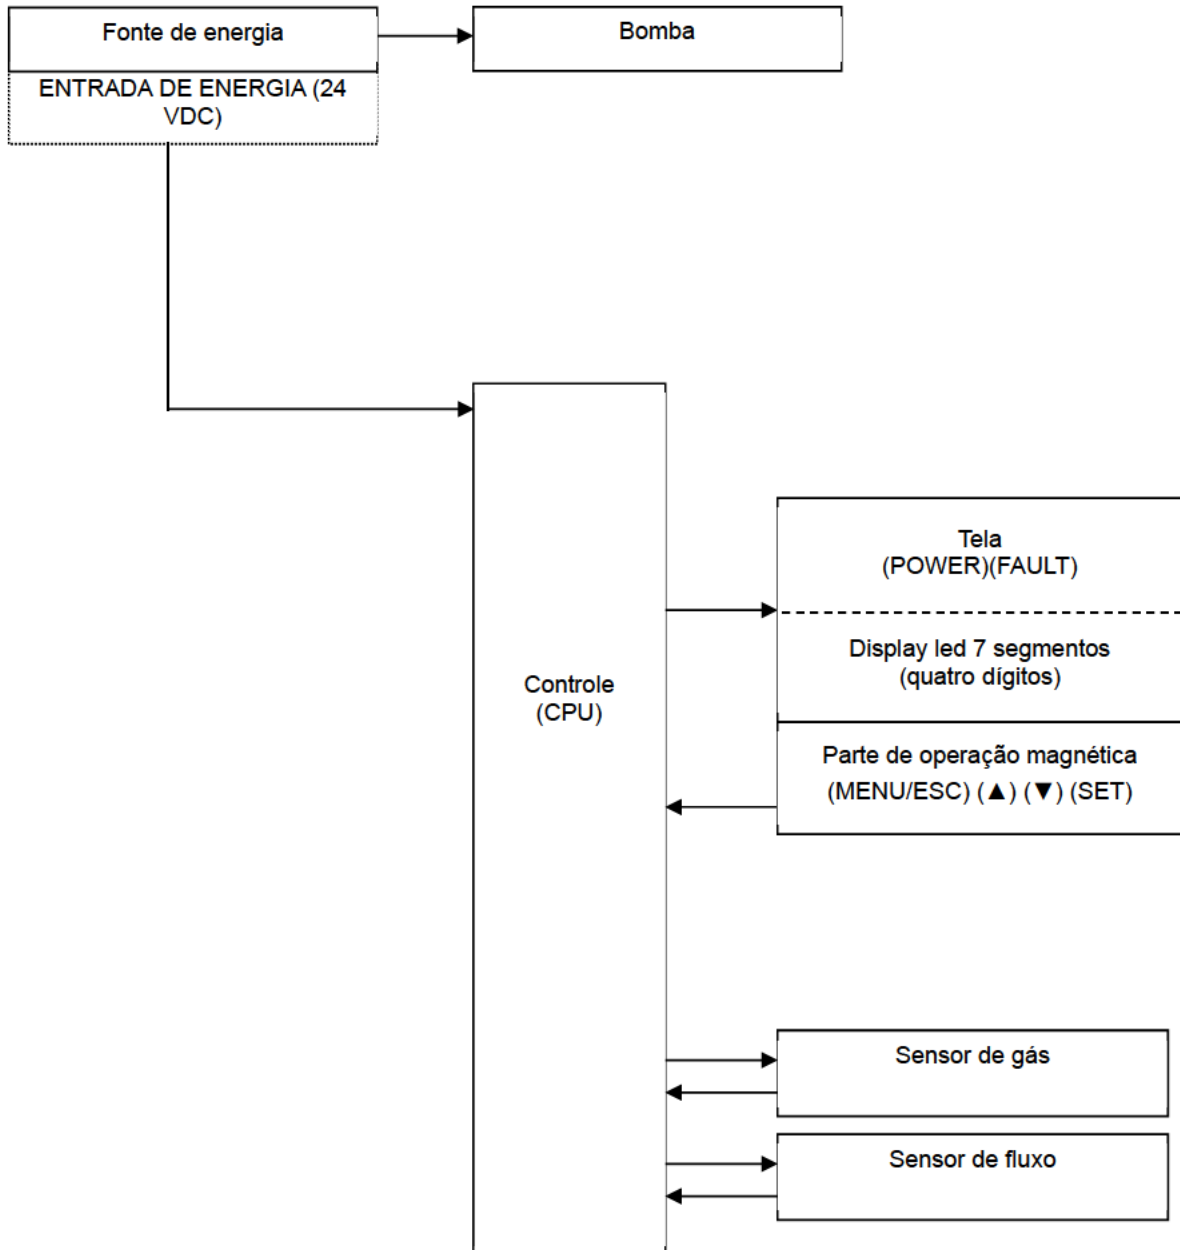 Fonte de energia
Bomba
ENTRADA DE ENERGIA (24
VDC)
Tela
(POWER)(FAULT)
Display led 7 segmentos
(quatro dígitos)
Controle
(CPU)
Parte de operação magnética
(MENU/ESC) (▲) (▼) (SET)
Sensor de gás
Sensor de fluxo